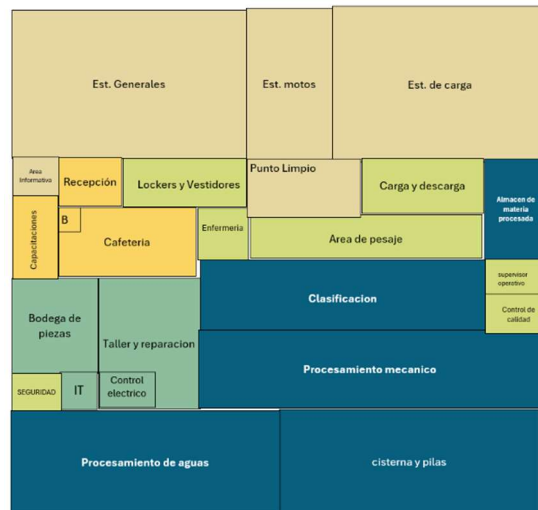 Est. Generales
Est. motos
Est. de carga
Area
Informativa
Recepción
Lockers y Vestidores
Punto Limpio
Carga y descarga
Almacen de
materia
procesada
Capacitaciones
B
Cafeteria
Enfermeria
Area de pesaje
supervisor
operativo
Control de
calidad
Clasificacion
Bodega de
piezas
Taller y reparacion
Procesamiento mecanico
SEGURIDAD
IT
Control
electrico
Procesamiento de aguas
cisterna y pilas